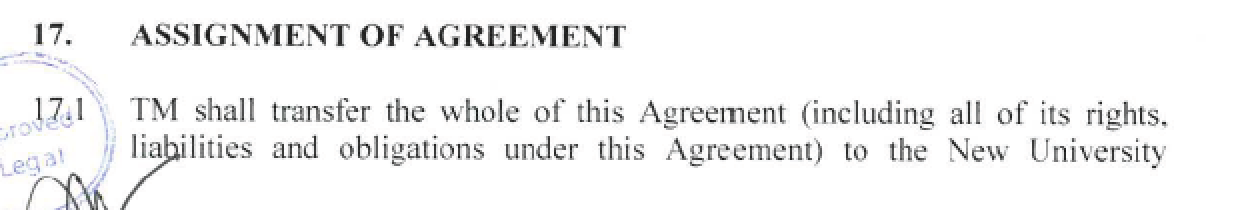 17. ASSIGNMENT OF AGREEMENT
17.1 TM shall transfer the whole of this Agreement (including all of its rights,
liabilities and obligations under this Agreement) to the New University
Legal